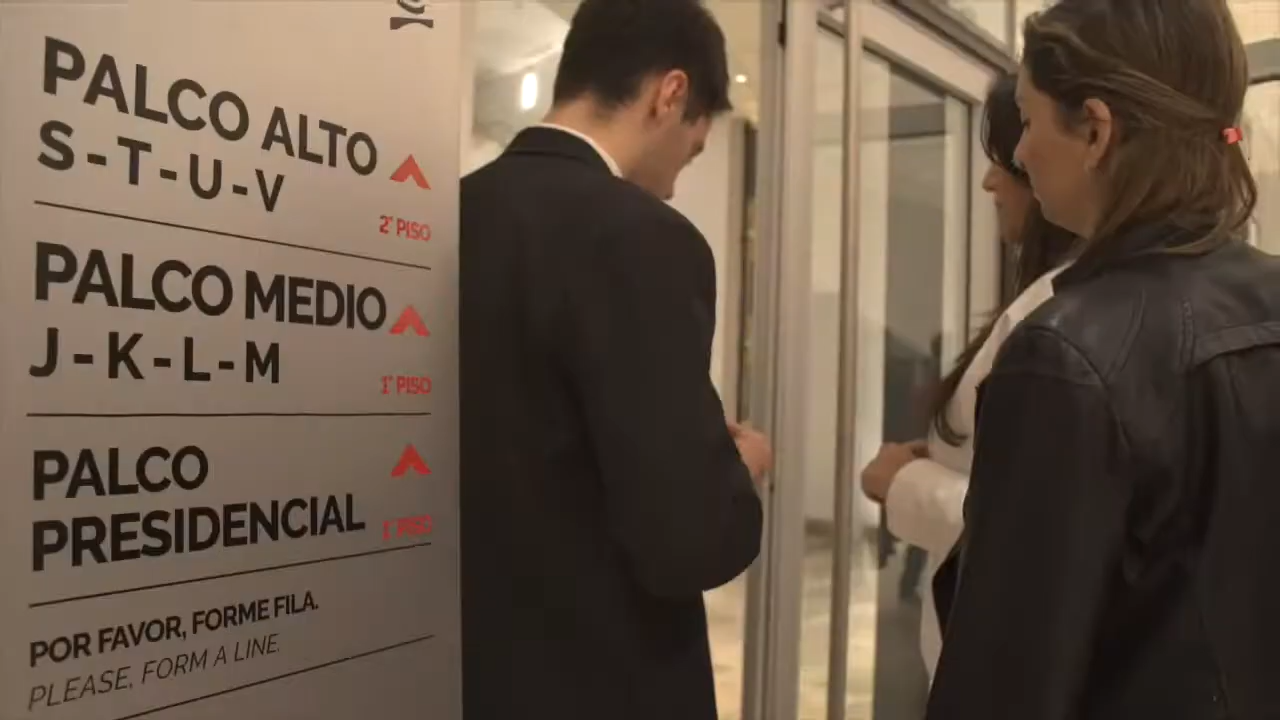 PALCO ALTO
S - T - U - V
2° PISO
PALCO MEDIO
J - K - L - M
1° PISO
PALCO
PRESIDENCIAL
1° PISO
POR FAVOR, FORME FILA.
PLEASE, FORM A LINE.